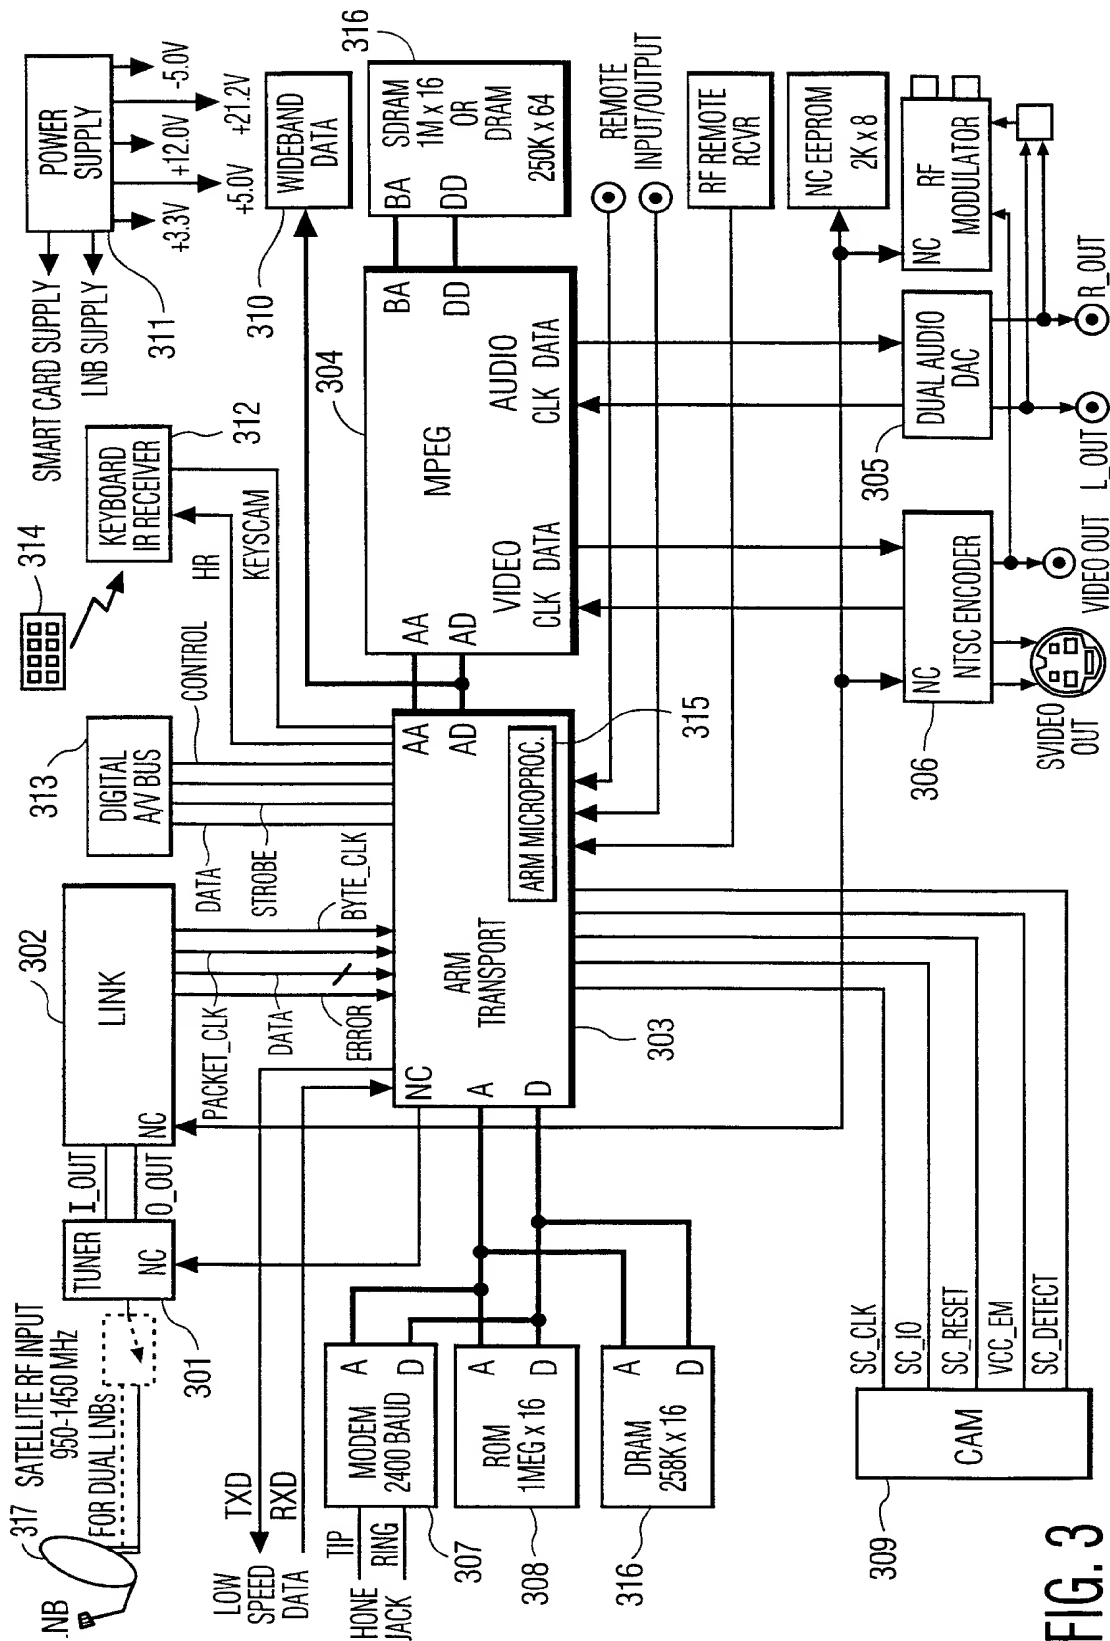 LNB
317
SATELLITE RF INPUT
950-1450 MHz
FOR DUAL LNBs
301
TUNER
NC
I_OUT
O_OUT
302
LINK
NC
PACKET_CLK
DATA
ERROR
BYTE_CLK
313
DIGITAL
A/V BUS
DATA
STROBE
CONTROL
314
KEYBOARD
IR RECEIVER
312
HR
KEYSCAM
POWER
SUPPLY
SMART CARD SUPPLY
LNB SUPPLY
311
+3.3V
+5.0V
+12.0V
+21.2V
-5.0V
LOW
SPEED
DATA
TXD
RXD
310
WIDEBAND
DATA
316
SDRAM
1M x 16
OR
DRAM
250K x 64
BA
DD
304
MPEG
AA
AD
BA
DD
VIDEO
CLK DATA
AUDIO
CLK DATA
NC
A
D
ARM
TRANSPORT
303
AA
AD
ARM MICROPROC.
315
HONE
JACK
TIP
RING
MODEM
2400 BAUD
A
D
307
ROM
1MEG x 16
A
D
308
DRAM
258K x 16
A
D
316
REMOTE
INPUT/OUTPUT
RF REMOTE
RCVR
NC EEPROM
2K x 8
RF
MODULATOR
NC
305
DUAL AUDIO
DAC
L_OUT
R_OUT
306
NC
NTSC ENCODER
SVIDEO
OUT
VIDEO OUT
309
CAM
SC_CLK
SC_IO
SC_RESET
VCC_EM
SC_DETECT
FIG. 3